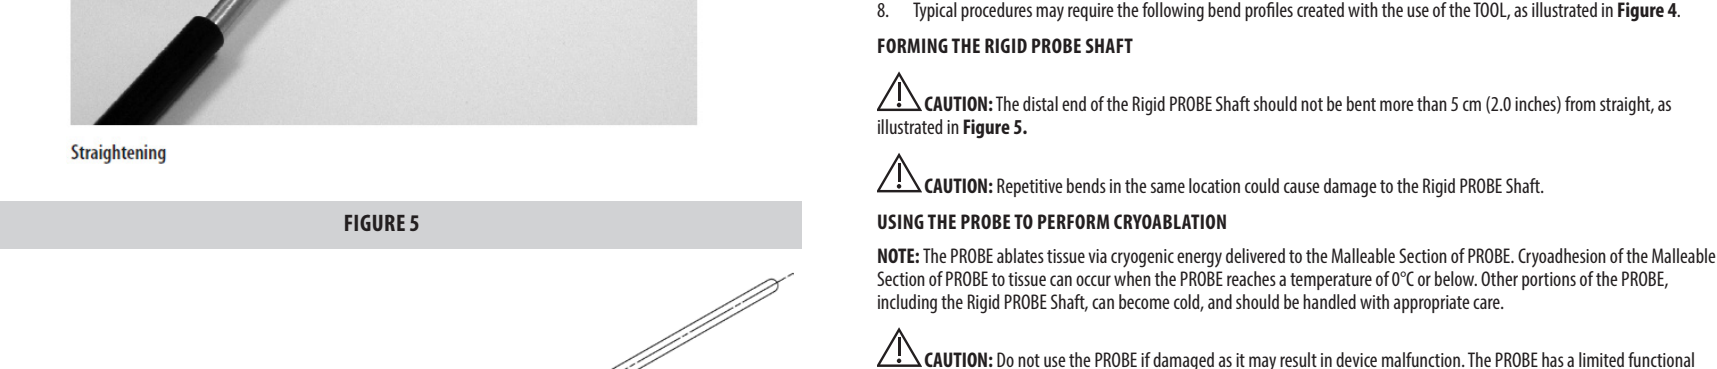 Straightening
FIGURE 5
8. Typical procedures may require the following bend profiles created with the use of the TOOL, as illustrated in Figure 4.
FORMING THE RIGID PROBE SHAFT
CAUTION: The distal end of the Rigid PROBE Shaft should not be bent more than 5 cm (2.0 inches) from straight, as
illustrated in Figure 5.
CAUTION: Repetitive bends in the same location could cause damage to the Rigid PROBE Shaft.
USING THE PROBE TO PERFORM CRYOABLATION
NOTE: The PROBE ablates tissue via cryogenic energy delivered to the Malleable Section of PROBE. Cryoadhesion of the Malleable
Section of PROBE to tissue can occur when the PROBE reaches a temperature of 0°C or below. Other portions of the PROBE,
including the Rigid PROBE Shaft, can become cold, and should be handled with appropriate care.
CAUTION: Do not use the PROBE if damaged as it may result in device malfunction. The PROBE has a limited functional